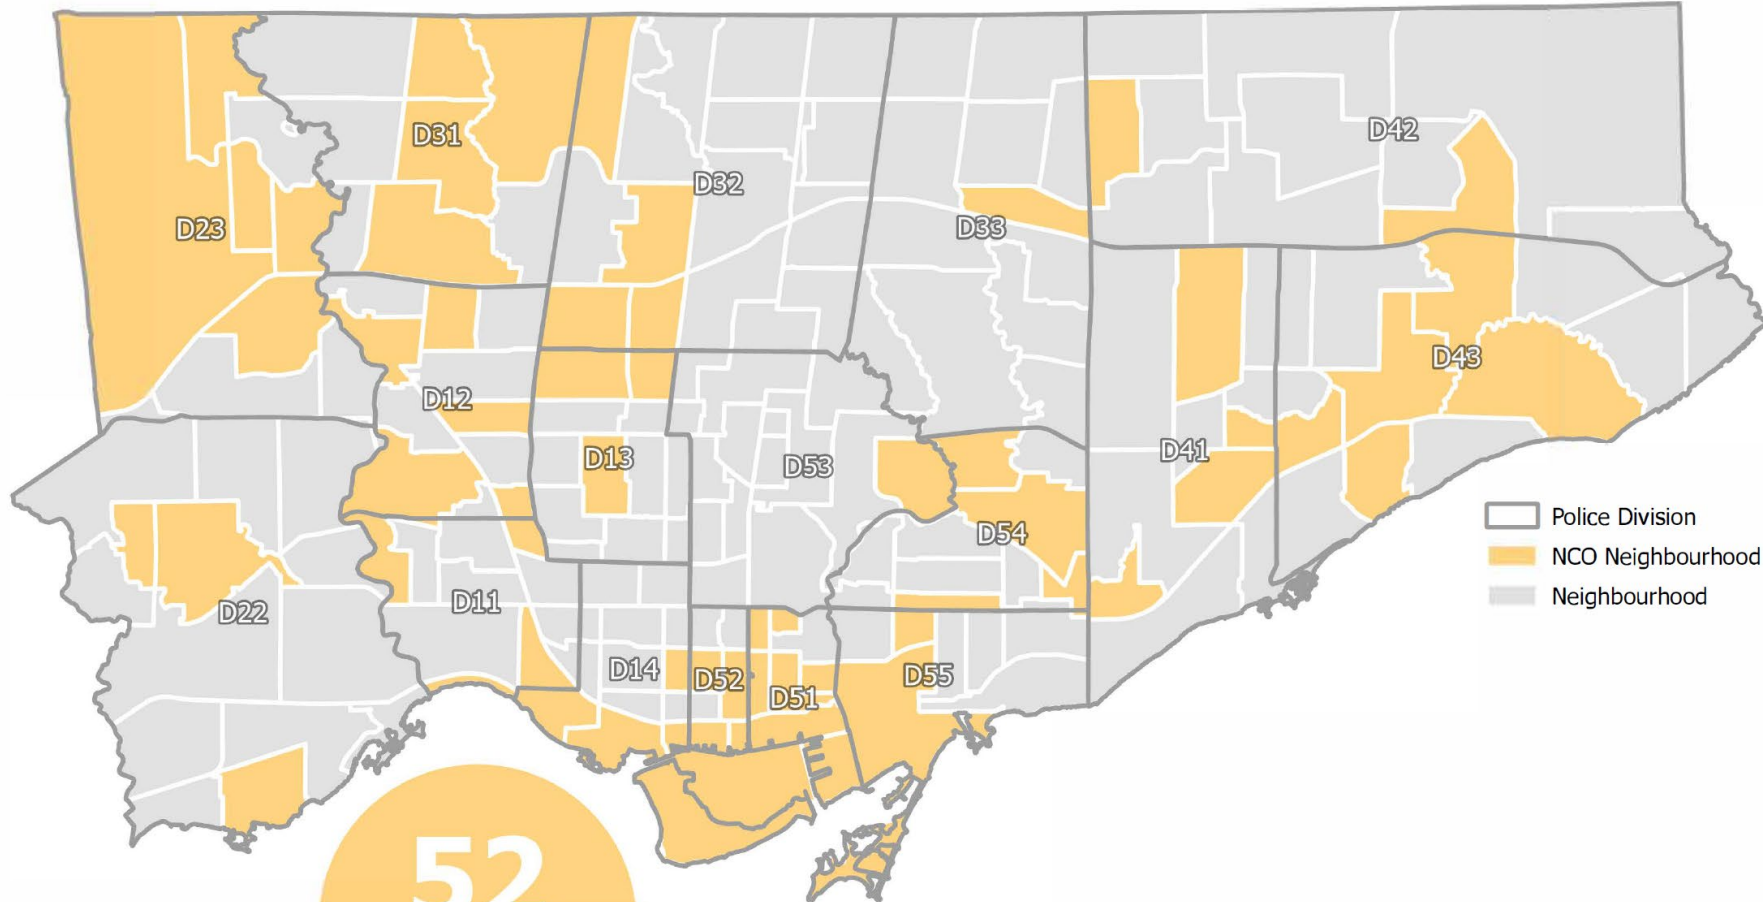 D31
D42
D32
D23
D33
D43
D12
D41
D13
D53
D54
Police Division
NCO Neighbourhood
Neighbourhood
D22
D11
D14
D52
D51
D55
52